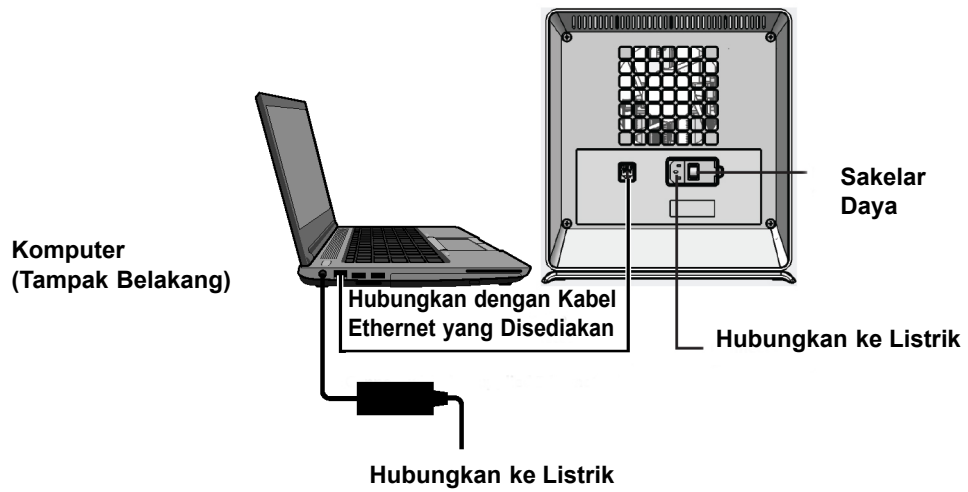 Sakelar
Daya
Komputer
(Tampak Belakang)
Hubungkan dengan Kabel
Ethernet yang Disediakan
Hubungkan ke Listrik
Hubungkan ke Listrik